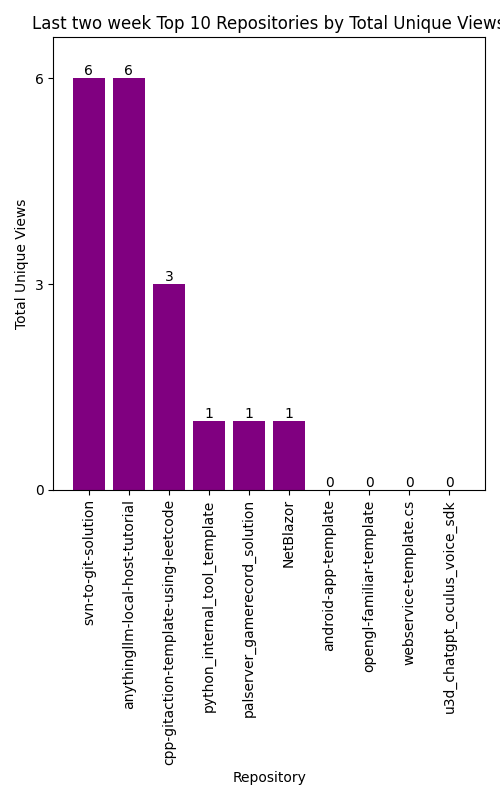 Last two week Top 10 Repositories by Total Unique Views
6
6
3
1
1
1
0
0
0
0
6
3
0
Total Unique Views
svn-to-git-solution
anythingllm-local-host-tutorial
cpp-gitaction-template-using-leetcode
python_internal_tool_template
palserver_gamerecord_solution
NetBlazor
android-app-template
opengl-familiar-template
webservice-template.cs
u3d_chatgpt_oculus_voice_sdk
Repository